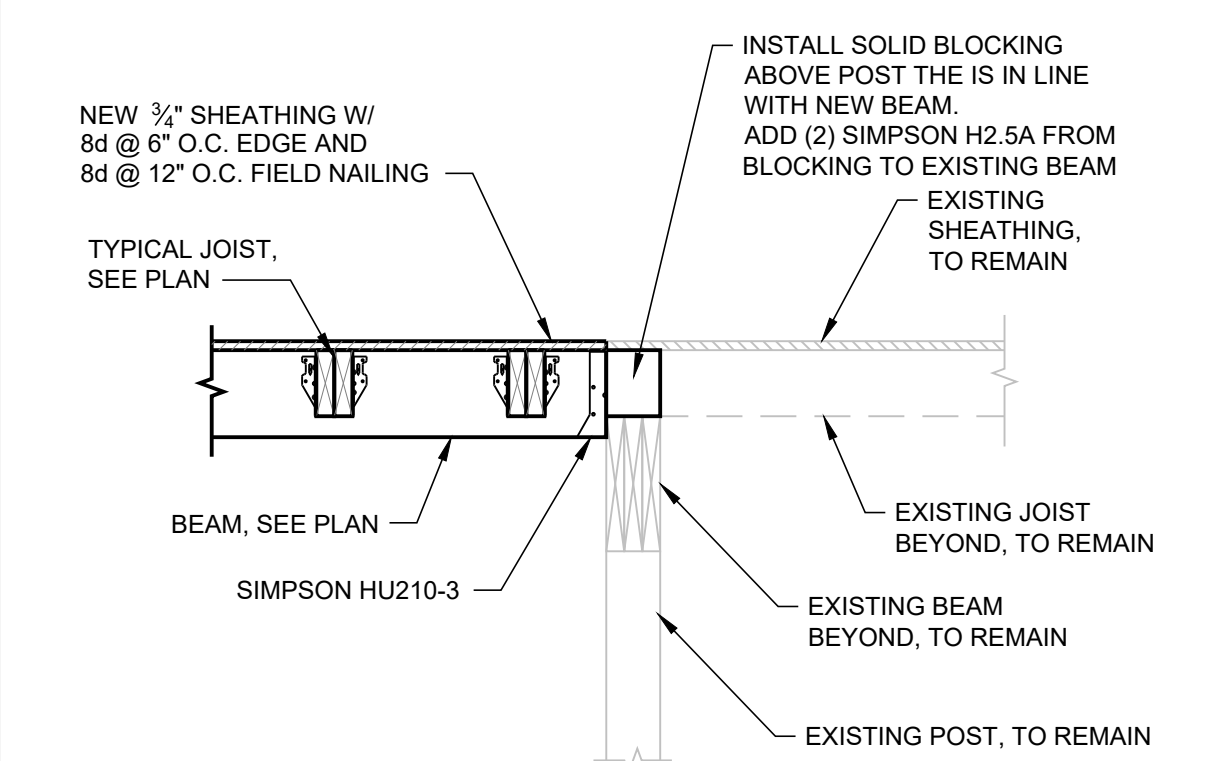 INSTALL SOLID BLOCKING
ABOVE POST THE IS IN LINE
WITH NEW BEAM.
ADD (2) SIMPSON H2.5A FROM
BLOCKING TO EXISTING BEAM
NEW ¾" SHEATHING W/
8d @ 6" O.C. EDGE AND
8d @ 12" O.C. FIELD NAILING
EXISTING
SHEATHING,
TO REMAIN
TYPICAL JOIST,
SEE PLAN
BEAM, SEE PLAN
EXISTING JOIST
BEYOND, TO REMAIN
SIMPSON HU210-3
EXISTING BEAM
BEYOND, TO REMAIN
EXISTING POST, TO REMAIN